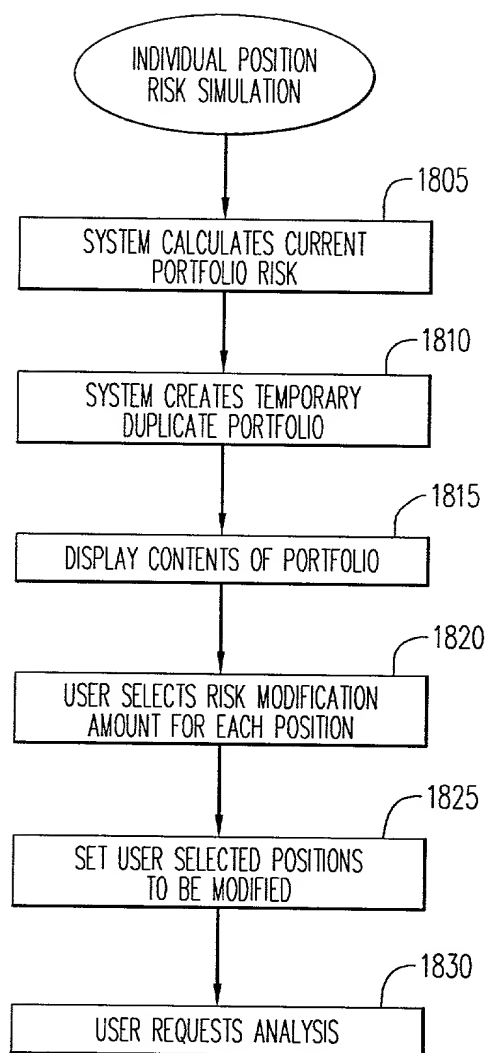 INDIVIDUAL POSITION
RISK SIMULATION
1805
SYSTEM CALCULATES CURRENT
PORTFOLIO RISK
1810
SYSTEM CREATES TEMPORARY
DUPLICATE PORTFOLIO
1815
DISPLAY CONTENTS OF PORTFOLIO
1820
USER SELECTS RISK MODIFICATION
AMOUNT FOR EACH POSITION
1825
SET USER SELECTED POSITIONS
TO BE MODIFIED
1830
USER REQUESTS ANALYSIS